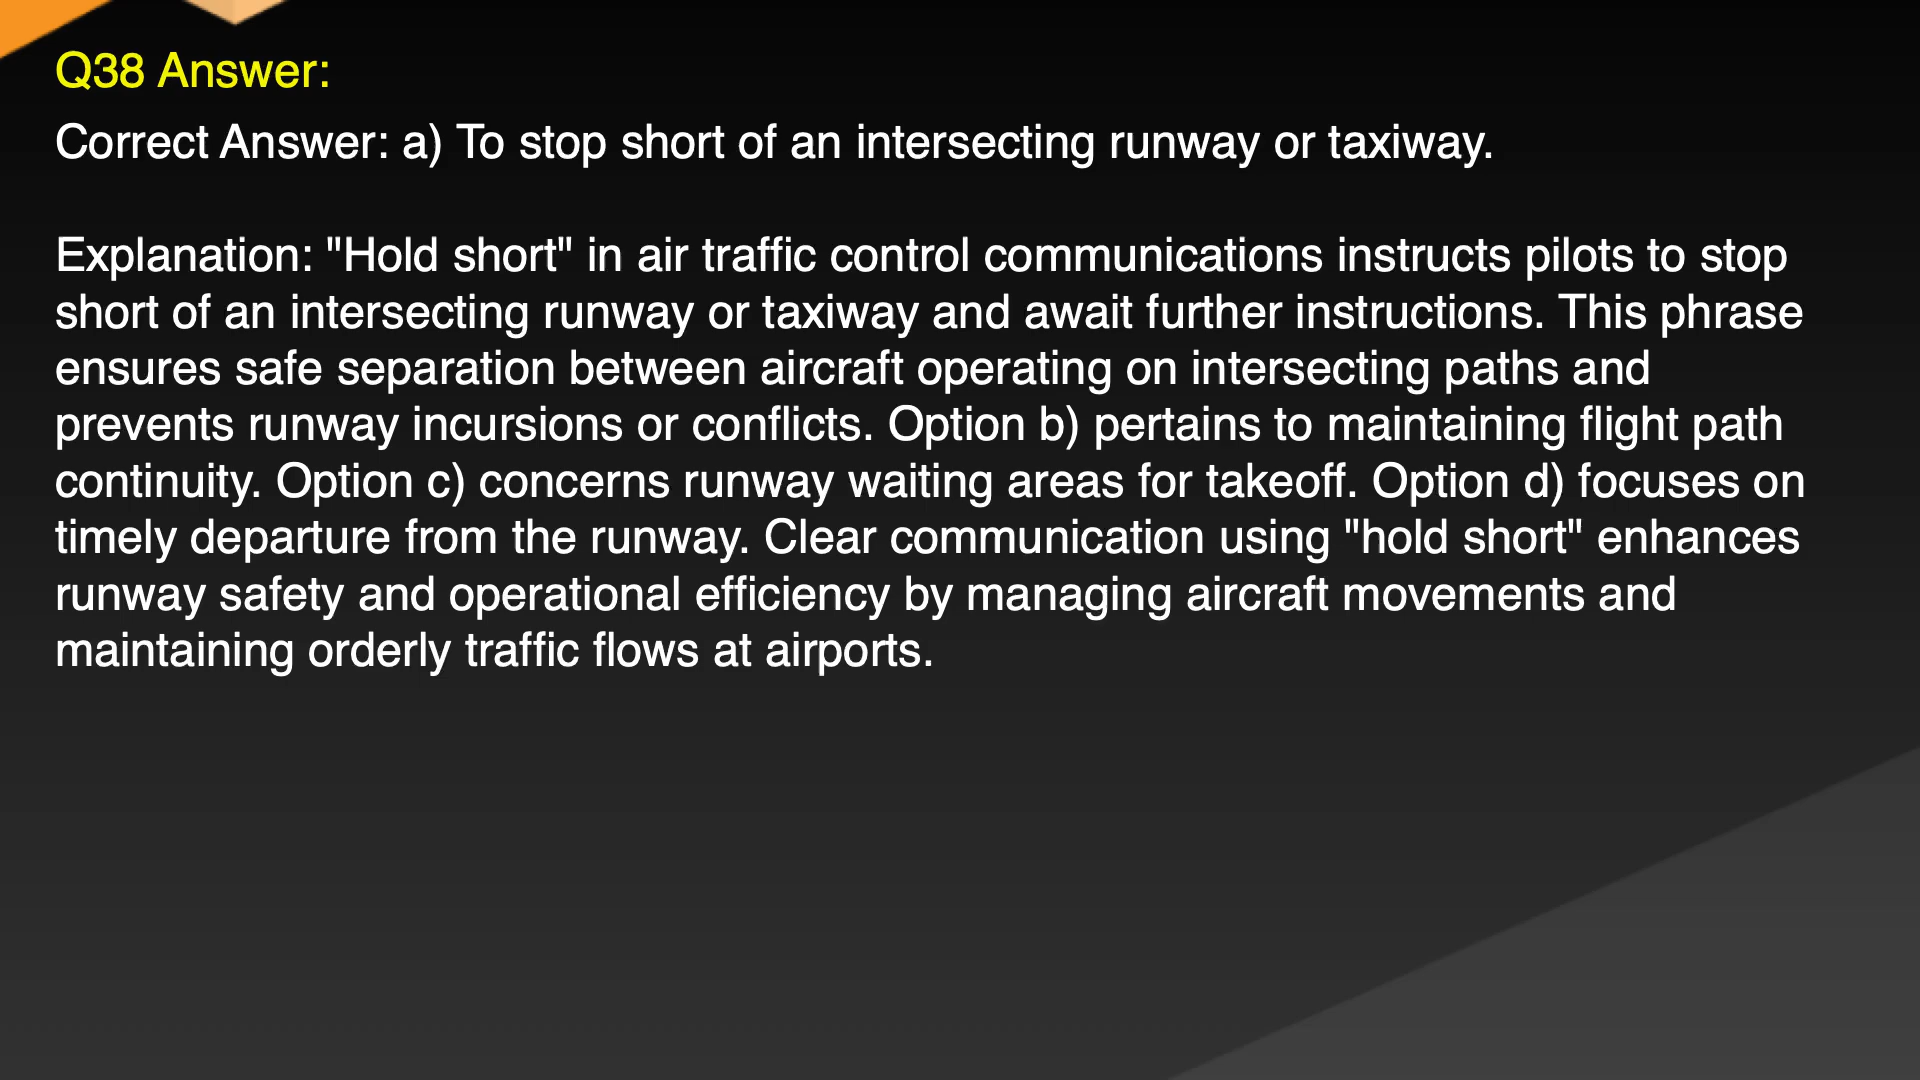 Q38 Answer:
Correct Answer: a) To stop short of an intersecting runway or taxiway.
Explanation: "Hold short" in air traffic control communications instructs pilots to stop
short of an intersecting runway or taxiway and await further instructions. This phrase
ensures safe separation between aircraft operating on intersecting paths and
prevents runway incursions or conflicts. Option b) pertains to maintaining flight path
continuity. Option c) concerns runway waiting areas for takeoff. Option d) focuses on
timely departure from the runway. Clear communication using "hold short" enhances
runway safety and operational efficiency by managing aircraft movements and
maintaining orderly traffic flows at airports.